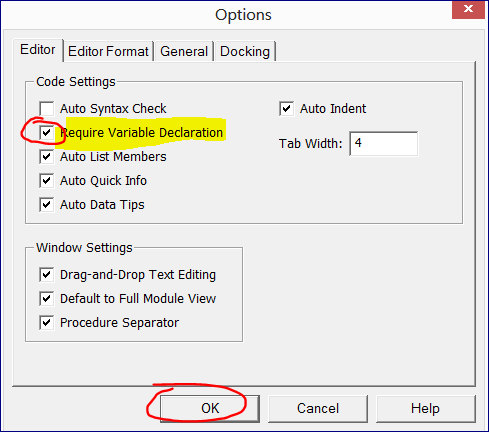 Options
Editor Editor Format General Docking
Code Settings
Auto Syntax Check
Require Variable Declaration
Auto List Members
Auto Quick Info
Auto Data Tips
Auto Indent
Tab Width: 4
Window Settings
Drag-and-Drop Text Editing
Default to Full Module View
Procedure Separator
OK Cancel Help